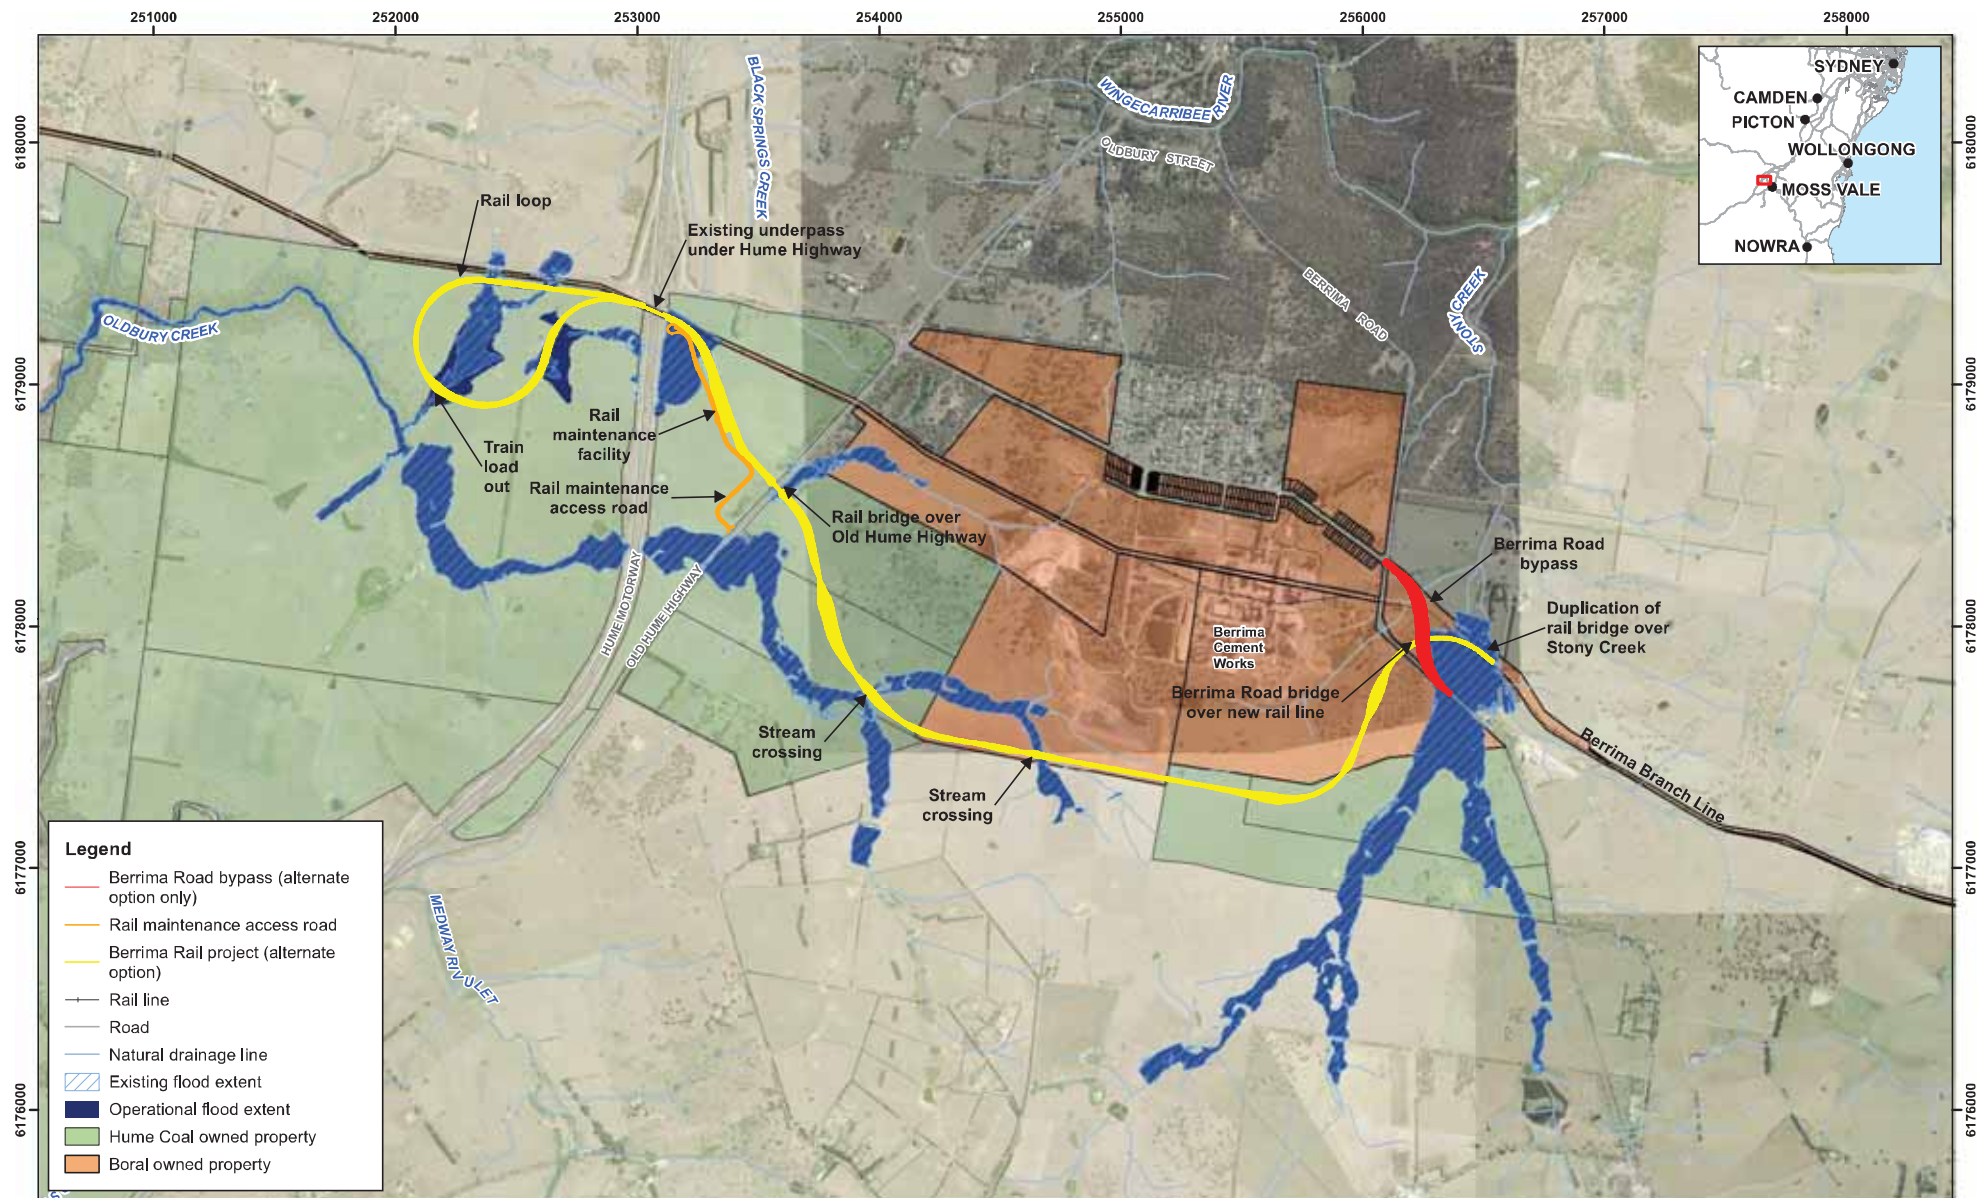 251000
252000
253000
254000
255000
256000
257000
258000
6180000
6179000
6178000
6177000
6176000
6180000
6179000
6178000
6177000
6176000
SYDNEY
CAMDEN
PICTON
WOLLONGONG
MOSS VALE
NOWRA
BLACK SPRINGS CREEK
WINGECARRIBEE RIVER
OLDBURY STREET
BERRIMA ROAD
STONY CREEK
OLDBURY CREEK
Rail loop
Existing underpass
under Hume Highway
Train
load
out
Rail
maintenance
facility
Rail maintenance
access road
Rail bridge over
Old Hume Highway
HUME MOTORWAY
OLD HUME HIGHWAY
Berrima Road
bypass
Duplication of
rail bridge over
Stony Creek
Berrima
Cement
Works
Berrima Road bridge
over new rail line
Stream
crossing
Stream
crossing
Berrima Branch Line
MEDWAY RIVULET
Legend
Berrima Road bypass (alternate
option only)
Rail maintenance access road
Berrima Rail project (alternate
option)
Rail line
Road
Natural drainage line
Existing flood extent
Operational flood extent
Hume Coal owned property
Boral owned property